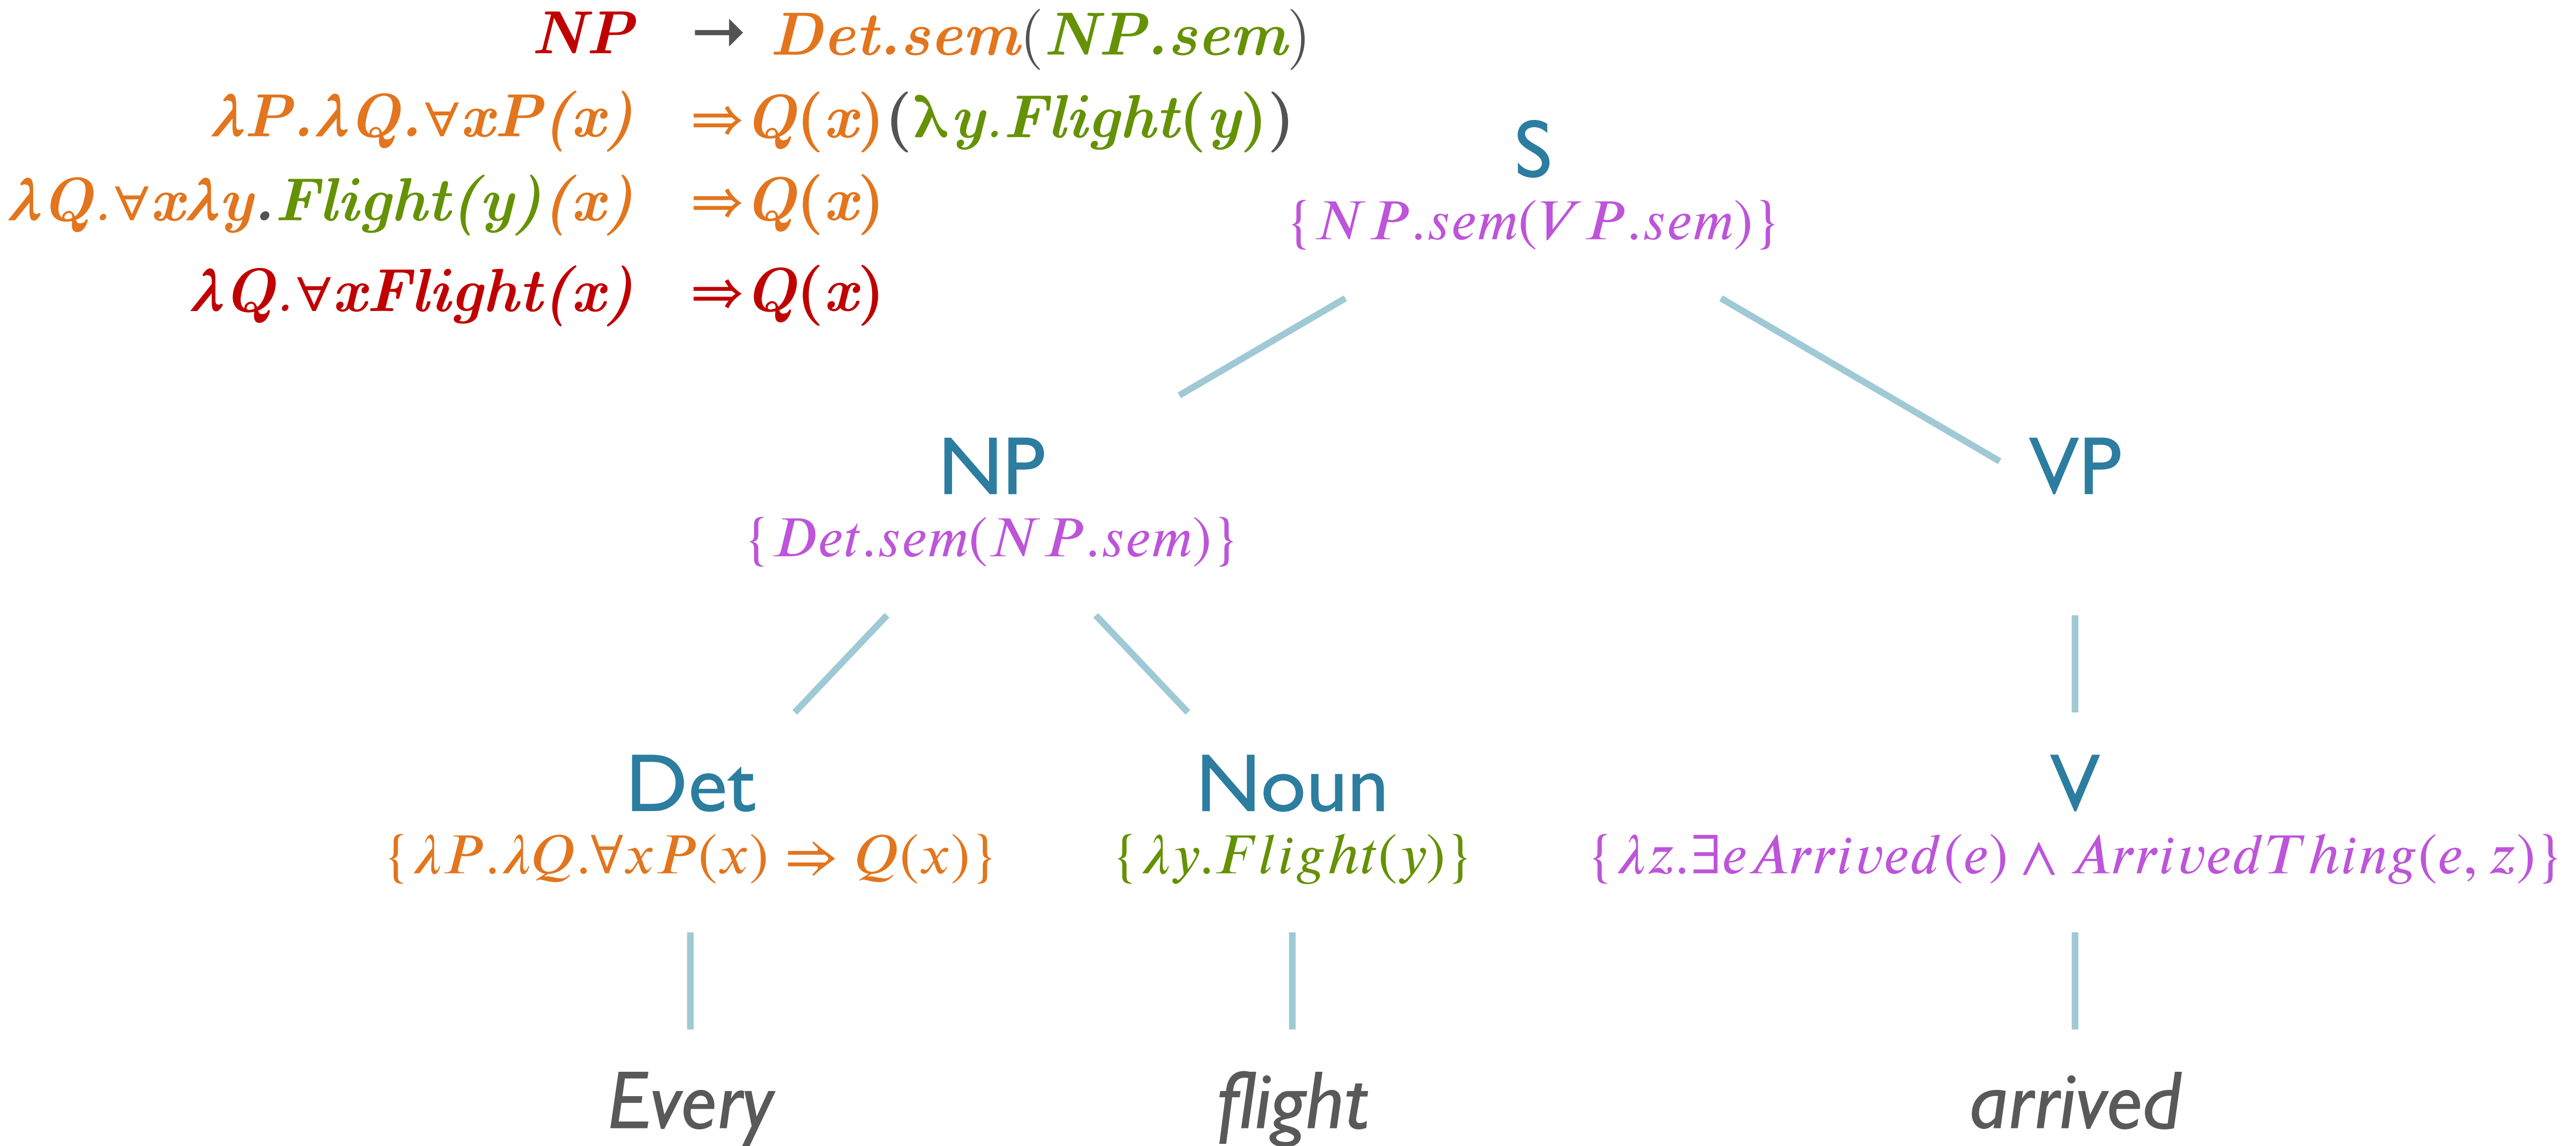 NP → Det.sem(NP.sem)
λP.λQ.∀xP(x) ⇒Q(x)(λy.Flight(y))
λQ.∀xλy.Flight(y)(x) ⇒Q(x)
λQ.∀xFlight(x) ⇒Q(x)
S
{NP.sem(VP.sem)}
NP VP
{Det.sem(NP.sem)}
Det Noun V
{λP.λQ.∀xP(x) ⇒ Q(x)} {λy.Flight(y)} {λz.∃eArrived(e) ∧ ArrivedThing(e, z)}
Every flight arrived